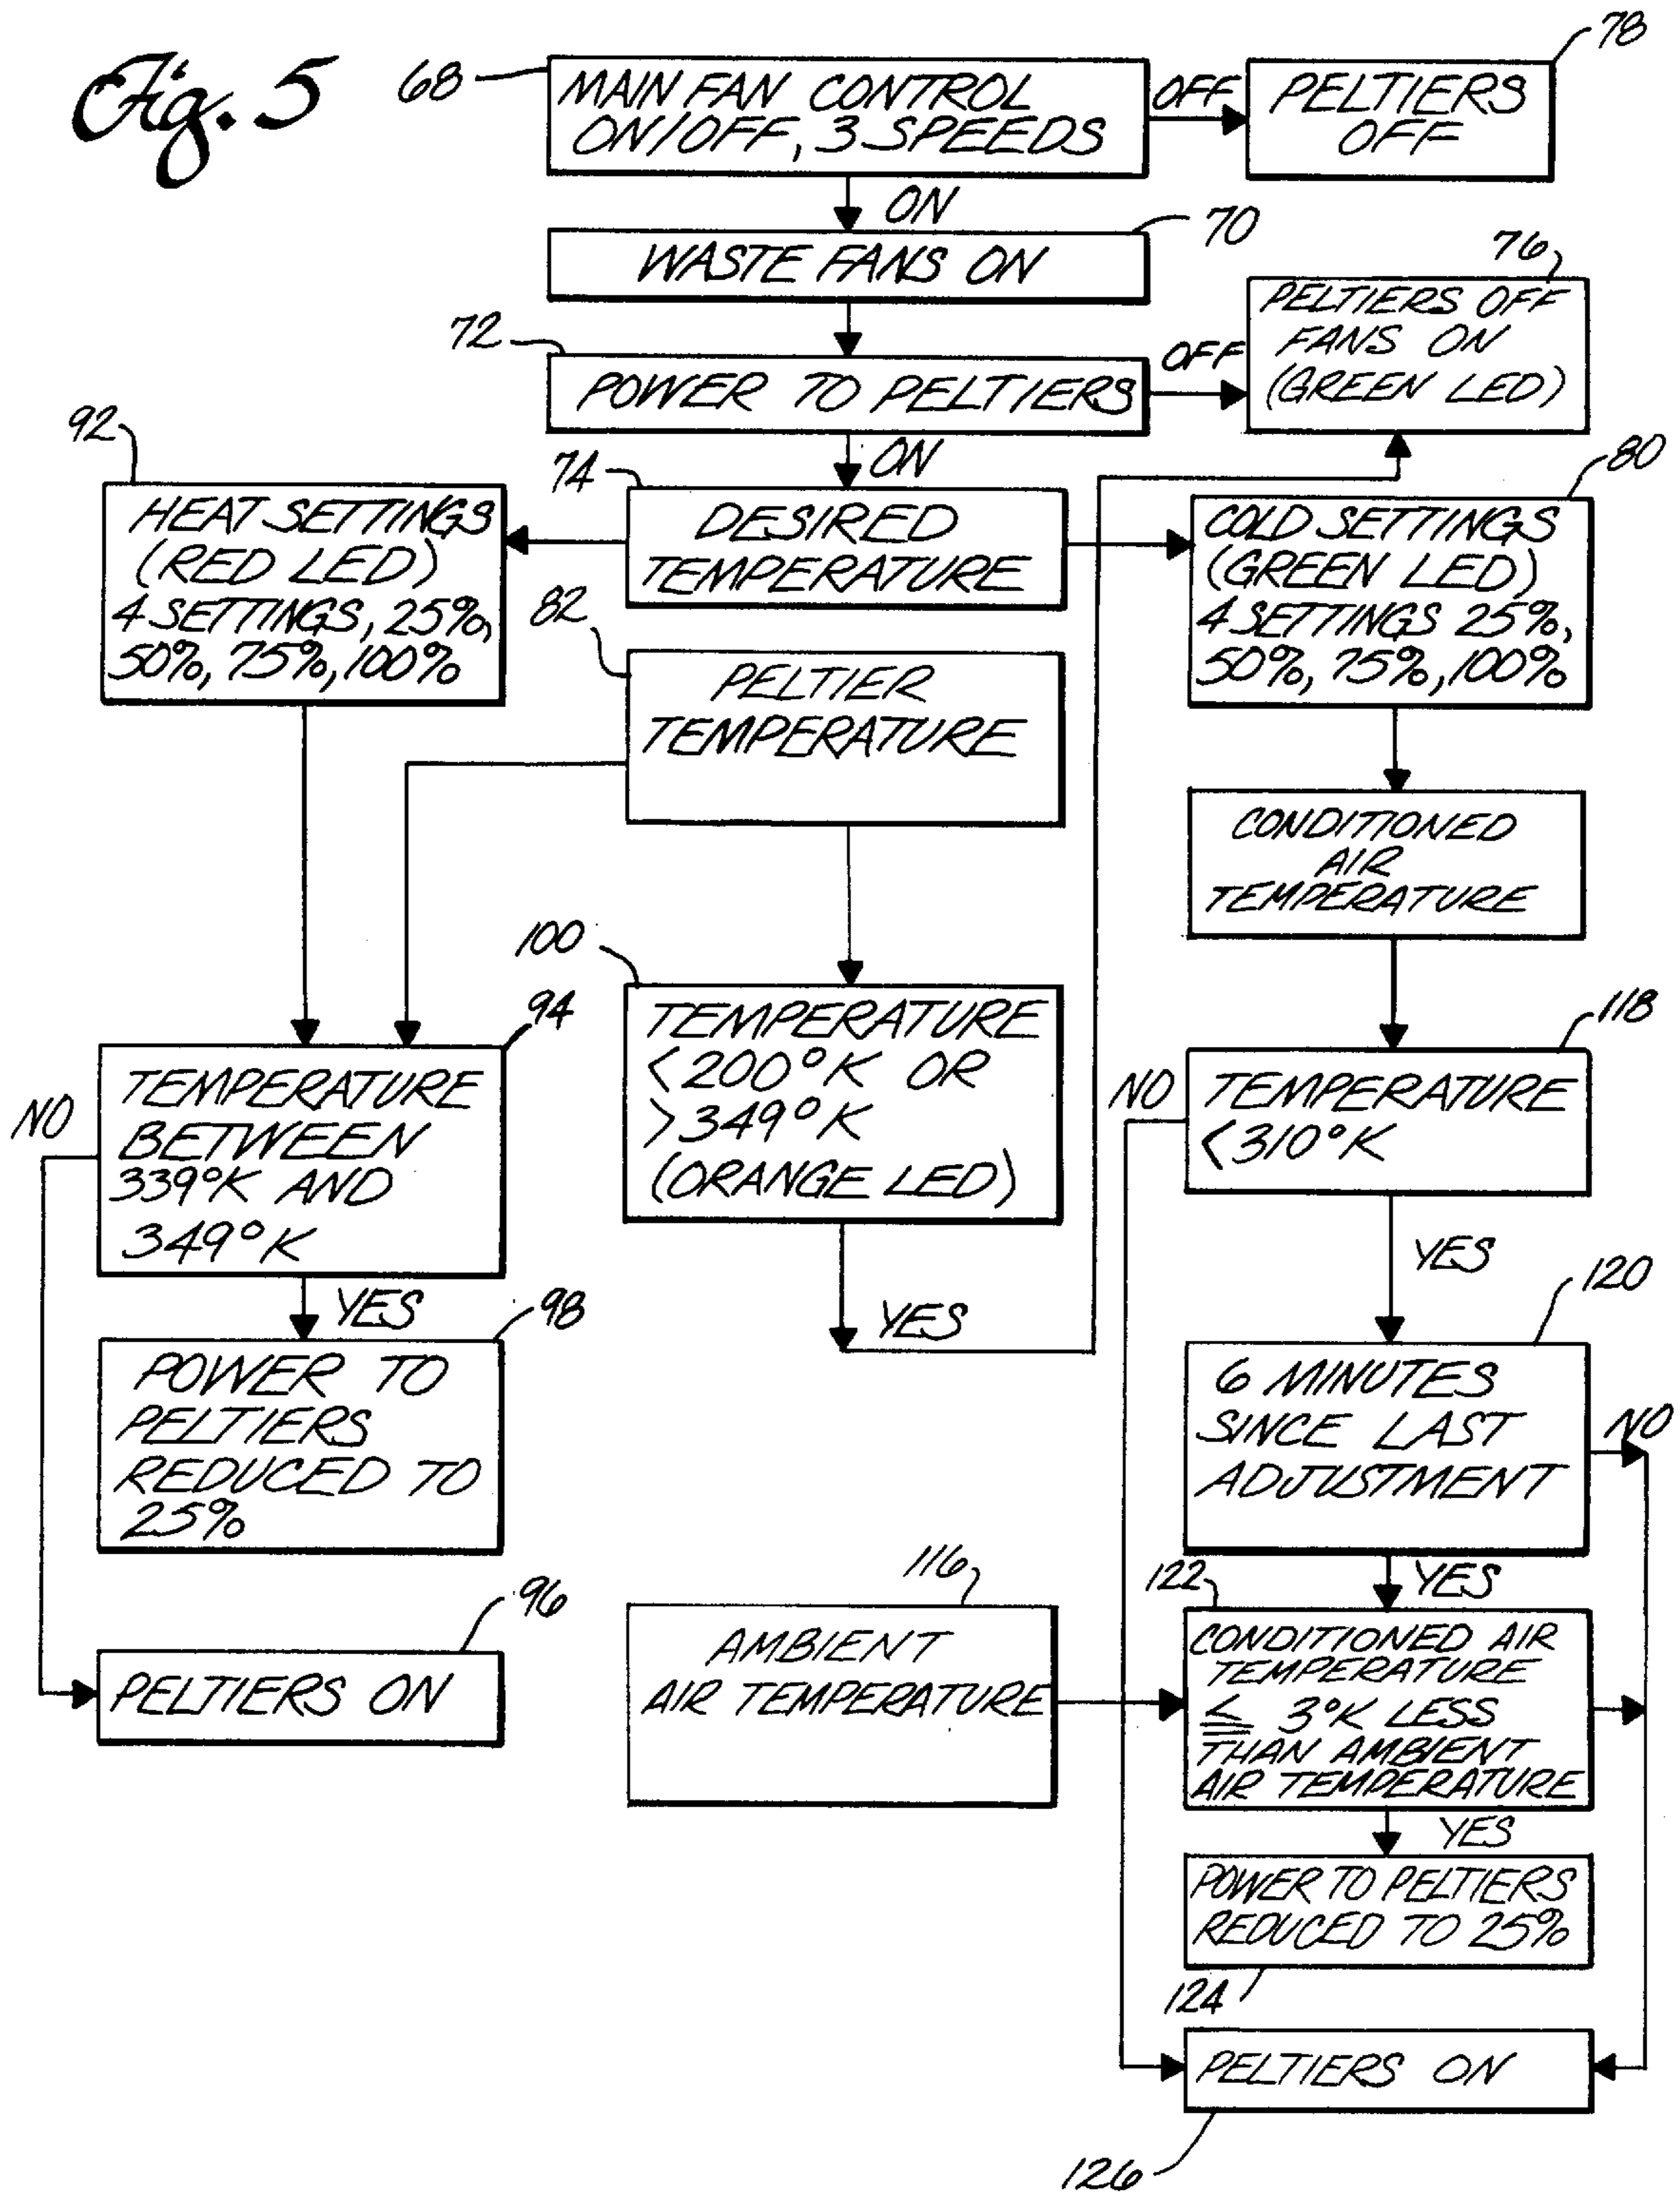 Fig. 5
68
MAIN FAN CONTROL
ON/OFF, 3 SPEEDS
OFF
78
PELTIERS
OFF
ON
70
WASTE FANS ON
76
PELTIERS OFF
FANS ON
(GREEN LED)
72
POWER TO PELTIERS
OFF
ON
92
HEAT SETTINGS
(RED LED)
4 SETTINGS, 25%,
50%, 75%, 100%
74
DESIRED
TEMPERATURE
80
COLD SETTINGS
(GREEN LED)
4 SETTINGS 25%,
50%, 75%, 100%
82
PELTIER
TEMPERATURE
CONDITIONED
AIR
TEMPERATURE
94
TEMPERATURE
BETWEEN
339°K AND
349°K
NO
YES
100
TEMPERATURE
<200°K OR
>349°K
(ORANGE LED)
YES
118
TEMPERATURE
<310°K
NO
YES
98
POWER TO
PELTIERS
REDUCED TO
25%
120
6 MINUTES
SINCE LAST
ADJUSTMENT
NO
YES
96
PELTIERS ON
116
AMBIENT
AIR TEMPERATURE
122
CONDITIONED AIR
TEMPERATURE
≦ 3°K LESS
THAN AMBIENT
AIR TEMPERATURE
YES
POWER TO PELTIERS
REDUCED TO 25%
124
PELTIERS ON
126